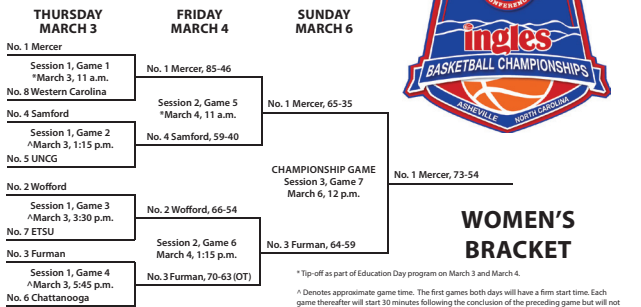 THURSDAY
MARCH 3
FRIDAY
MARCH 4
SUNDAY
MARCH 6
CONFERENCE
ingles
BASKETBALL CHAMPIONSHIPS
ASHEVILLE NORTH CAROLINA
No. 1 Mercer
Session 1, Game 1
*March 3, 11 a.m.
No. 8 Western Carolina
No. 4 Samford
Session 1, Game 2
^March 3, 1:15 p.m.
No. 5 UNCG
No. 2 Wofford
Session 1, Game 3
^March 3, 3:30 p.m.
No. 7 ETSU
No. 3 Furman
Session 1, Game 4
^March 3, 5:45 p.m.
No. 6 Chattanooga
No. 1 Mercer, 85-46
Session 2, Game 5
*March 4, 11 a.m.
No. 4 Samford, 59-40
No. 2 Wofford, 66-54
Session 2, Game 6
March 4, 1:15 p.m.
No. 3 Furman, 70-63 (OT)
No. 1 Mercer, 65-35
CHAMPIONSHIP GAME
Session 3, Game 7
March 6, 12 p.m.
No. 3 Furman, 64-59
No. 1 Mercer, 73-54
WOMEN'S
BRACKET
* Tip-off as part of Education Day program on March 3 and March 4.
^ Denotes approximate game time. The first games both days will have a firm start time. Each
game thereafter will start 30 minutes following the conclusion of the preceding game but will not